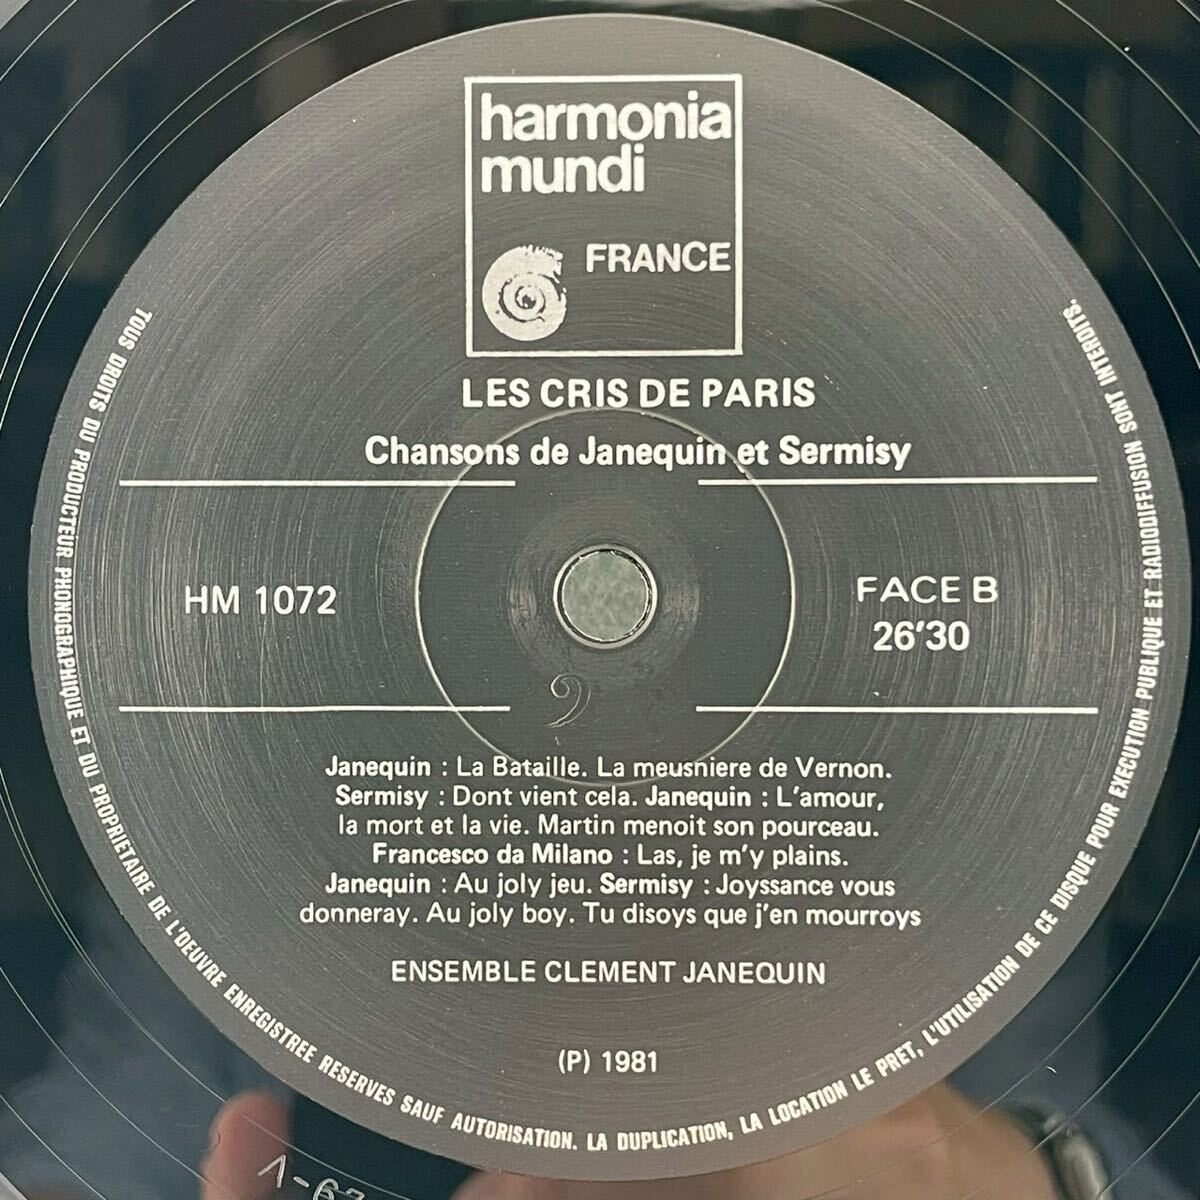 harmonia
mundi
FRANCE
LES CRIS DE PARIS
Chansons de Janequin et Sermisy
HM 1072
FACE B
26'30
Janequin : La Bataille. La meusniere de Vernon.
Sermisy : Dont vient cela. Janequin : L'amour,
la mort et la vie. Martin menoit son pourceau.
Francesco da Milano : Las, je m'y plains.
Janequin : Au joly jeu. Sermisy : Joyssance vous
donneray. Au joly boy. Tu disoys que j'en mourroys
ENSEMBLE CLEMENT JANEQUIN
(P) 1981
TOUS DROITS DU PRODUCTEUR PHONOGRAPHIQUE ET DU PROPRIETAIRE DE L'OEUVRE ENREGISTREE RESERVES SAUF AUTORISATION. LA DUPLICATION, LA LOCATION LE PRET, L'UTILISATION DE CE DISQUE POUR EXECUTION PUBLIQUE ET RADIODIFFUSION SONT INTERDITS.